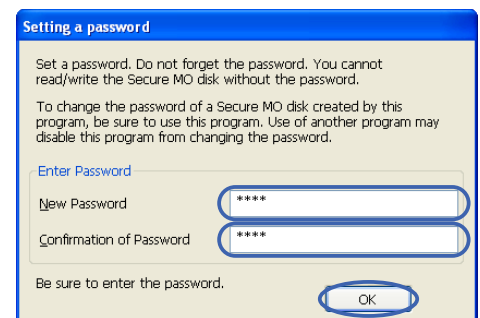 Setting a password
Set a password. Do not forget the password. You cannot
read/write the Secure MO disk without the password.
To change the password of a Secure MO disk created by this
program, be sure to use this program. Use of another program may
disable this program from changing the password.
Enter Password
New Password
****
Confirmation of Password
****
Be sure to enter the password.
OK